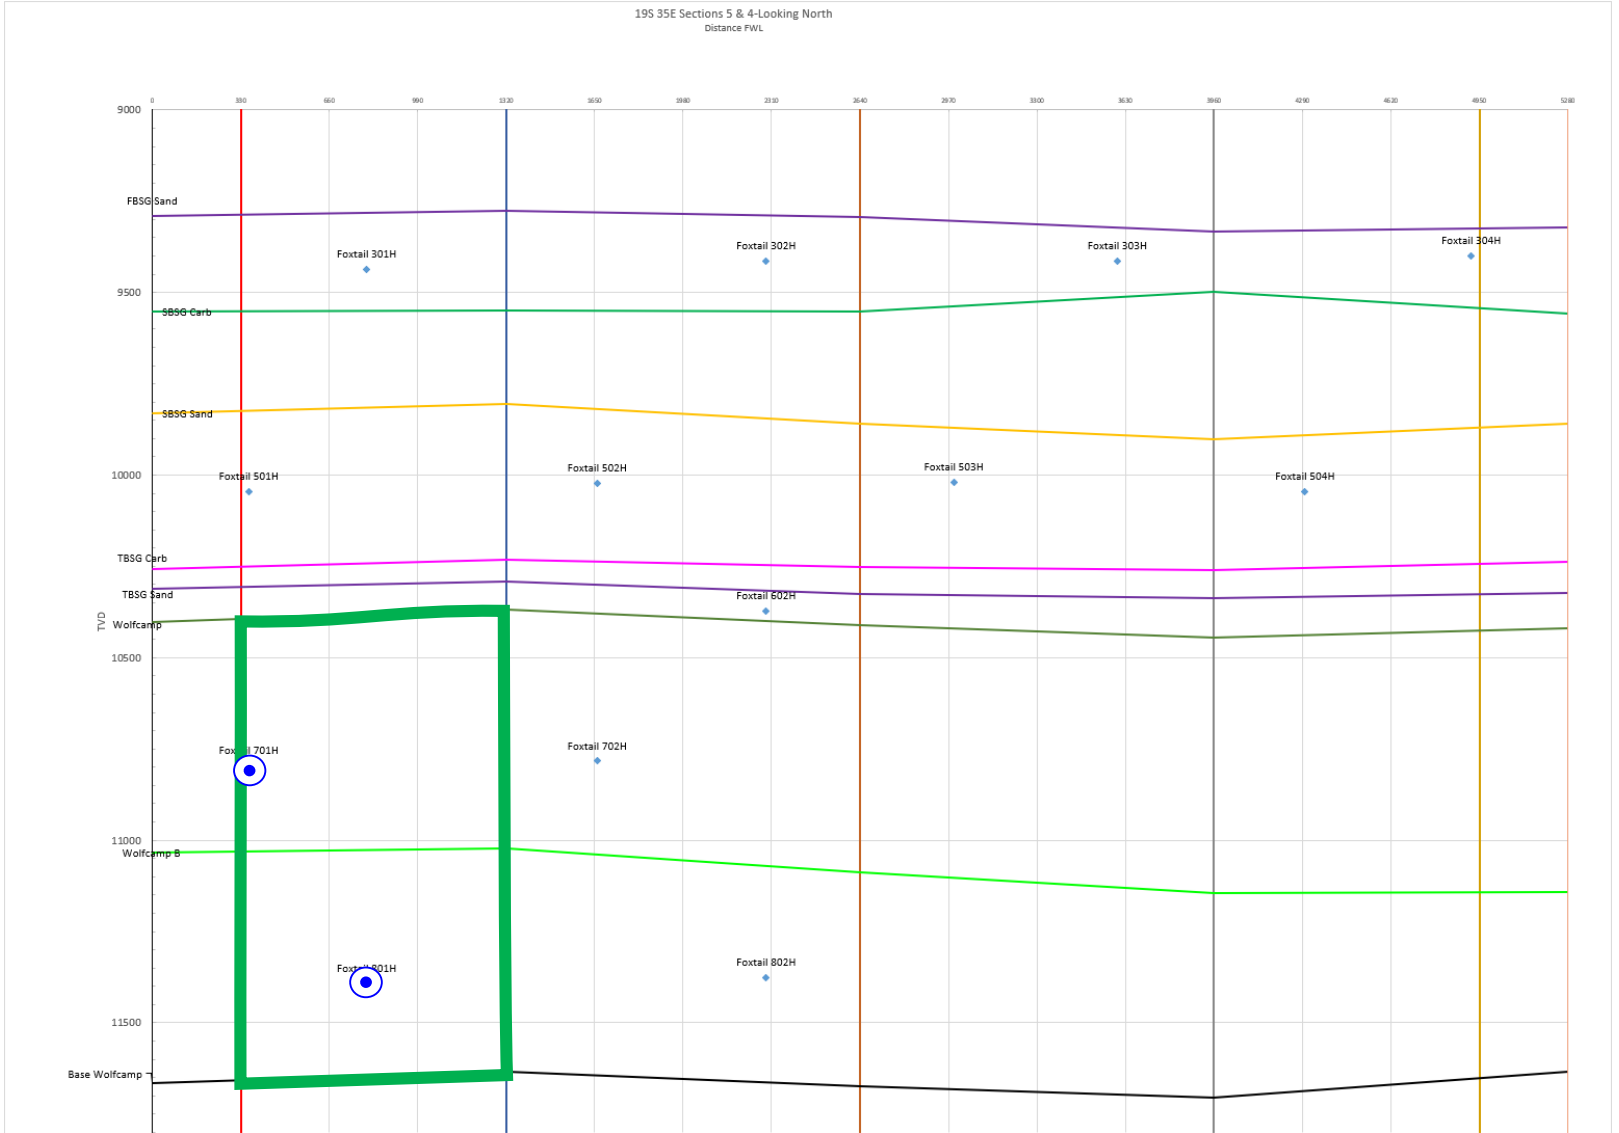 19S 35E Sections 5 & 4-Looking North
Distance FWL
0 330 660 990 1320 1650 1980 2310 2640 2970 3300 3630 3960 4290 4620 4950 5280
9000
FBSG Sand
Foxtail 301H
Foxtail 302H
Foxtail 303H
Foxtail 304H
9500
SBSG Carb
SBSG Sand
10000
Foxtail 501H
Foxtail 502H
Foxtail 503H
Foxtail 504H
TBSG Carb
TBSG Sand
Foxtail 602H
TVD
Wolfcamp
10500
Foxtail 701H
Foxtail 702H
11000
Wolfcamp B
Foxtail 801H
Foxtail 802H
11500
Base Wolfcamp